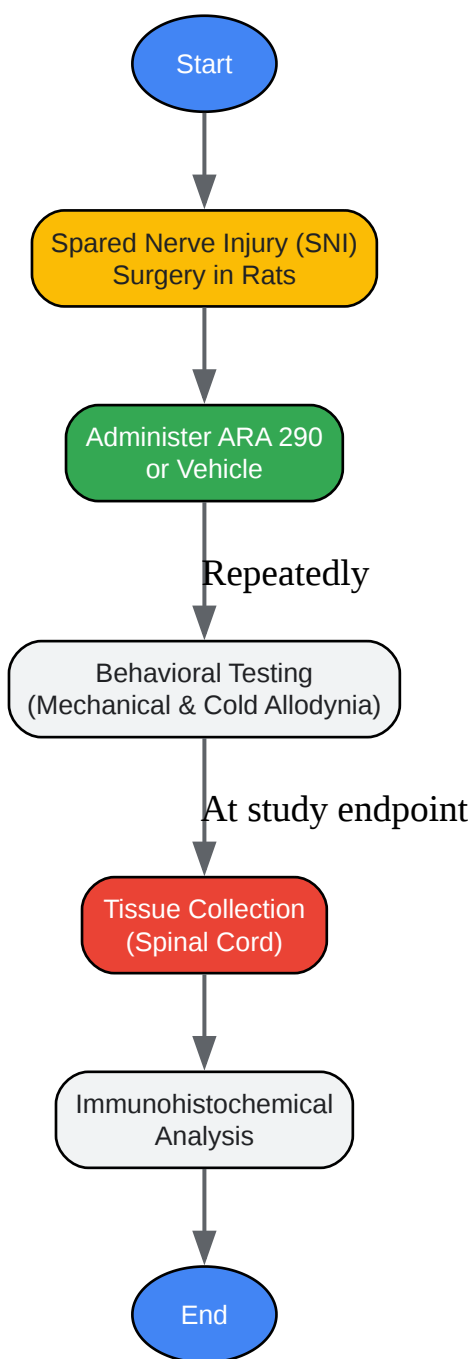 Start
Spared Nerve Injury (SNI)
Surgery in Rats
Administer ARA 290
or Vehicle
Repeatedly
Behavioral Testing
(Mechanical & Cold Allodynia)
At study endpoint
Tissue Collection
(Spinal Cord)
Immunohistochemical
Analysis
End